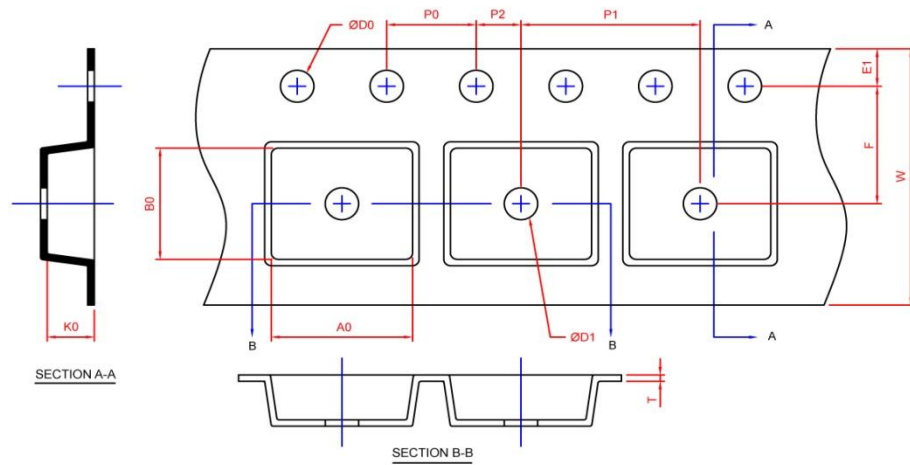 P0
P2
P1
ØD0
A
E1
F
W
B0
K0
A0
B
B
ØD1
A
SECTION A-A
T
SECTION B-B